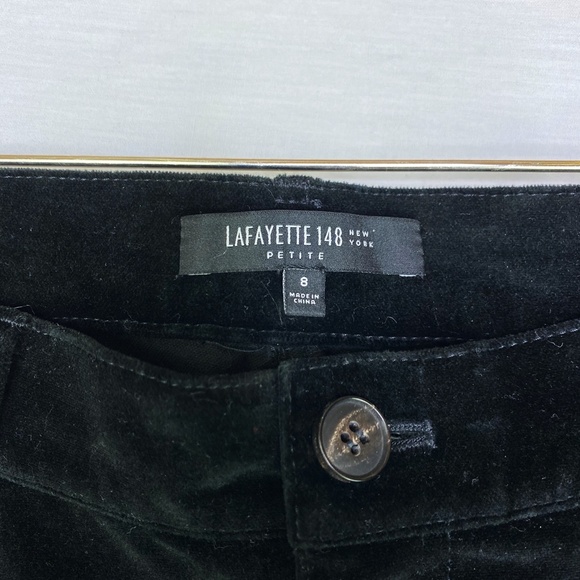 LAFAYETTE 148 NEW YORK
PETITE
8
MADE IN
CHINA